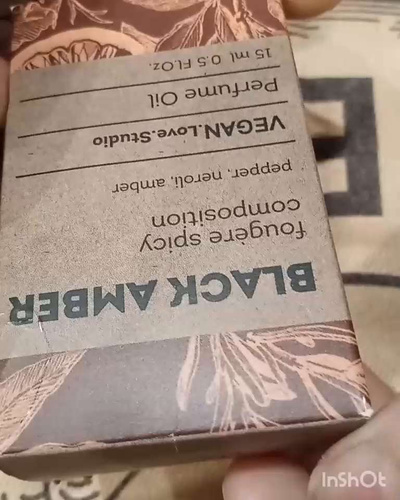 BLACK AMBER
fougère spicy
composition
pepper, neroli, amber
VEGAN.Love.Studio
Perfume Oil
15 ml 0.5 Fl.Oz.
InShOt